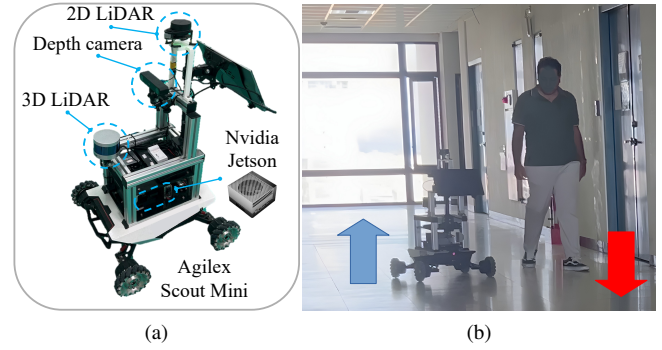 2D LiDAR
Depth camera
3D LiDAR
Nvidia
Jetson
Agilex
Scout Mini
(a)
(b)